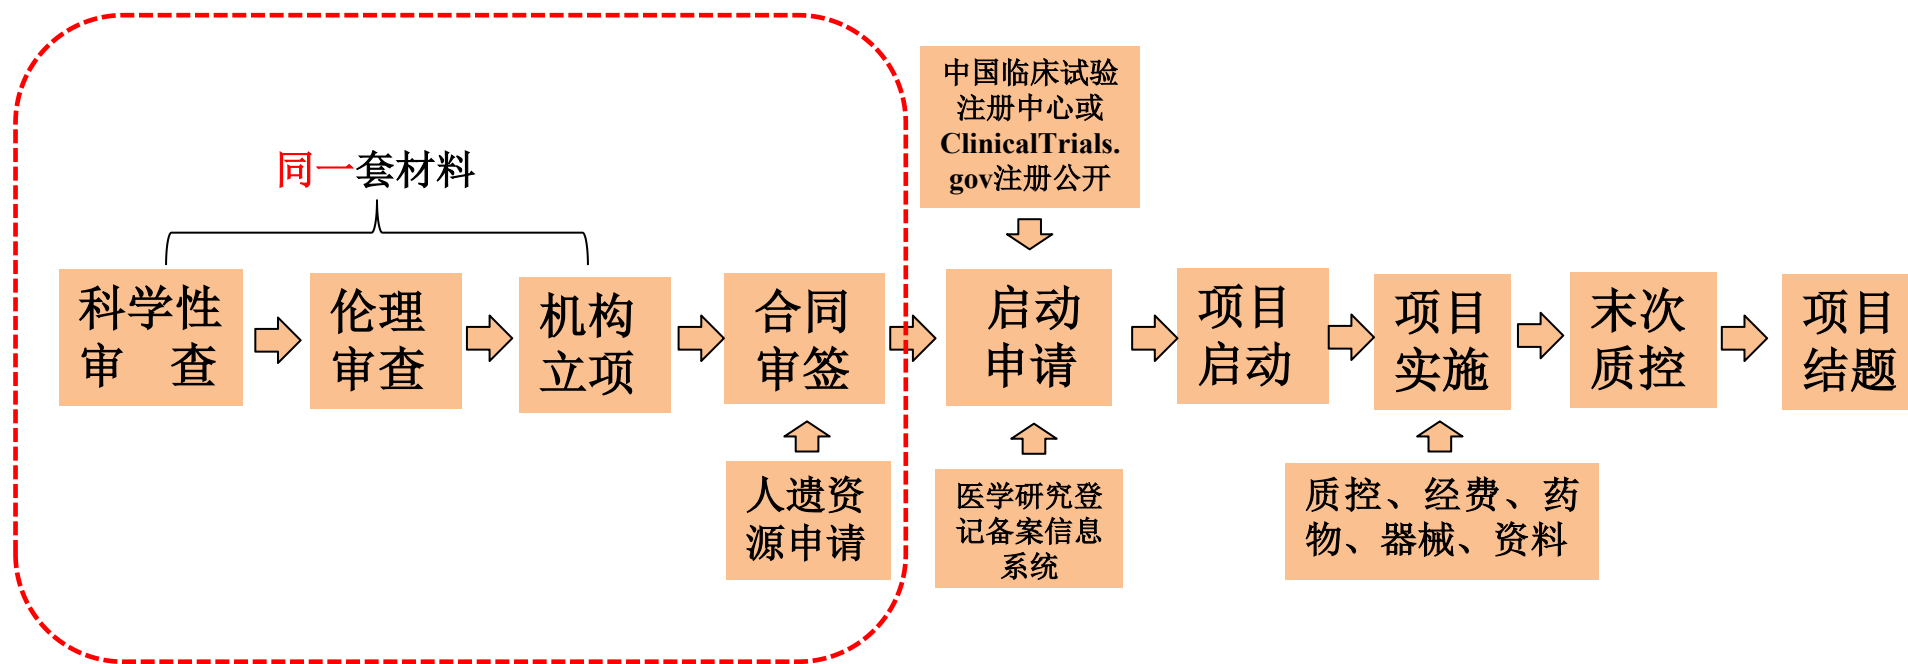 中国临床试验
注册中心或
ClinicalTrials.
gov注册公开
同一套材料
科学性
审 查
伦理
审查
机构
立项
合同
审签
启动
申请
项目
启动
项目
实施
末次
质控
项目
结题
人遗资
源申请
医学研究登
记备案信息
系统
质控、经费、药
物、器械、资料